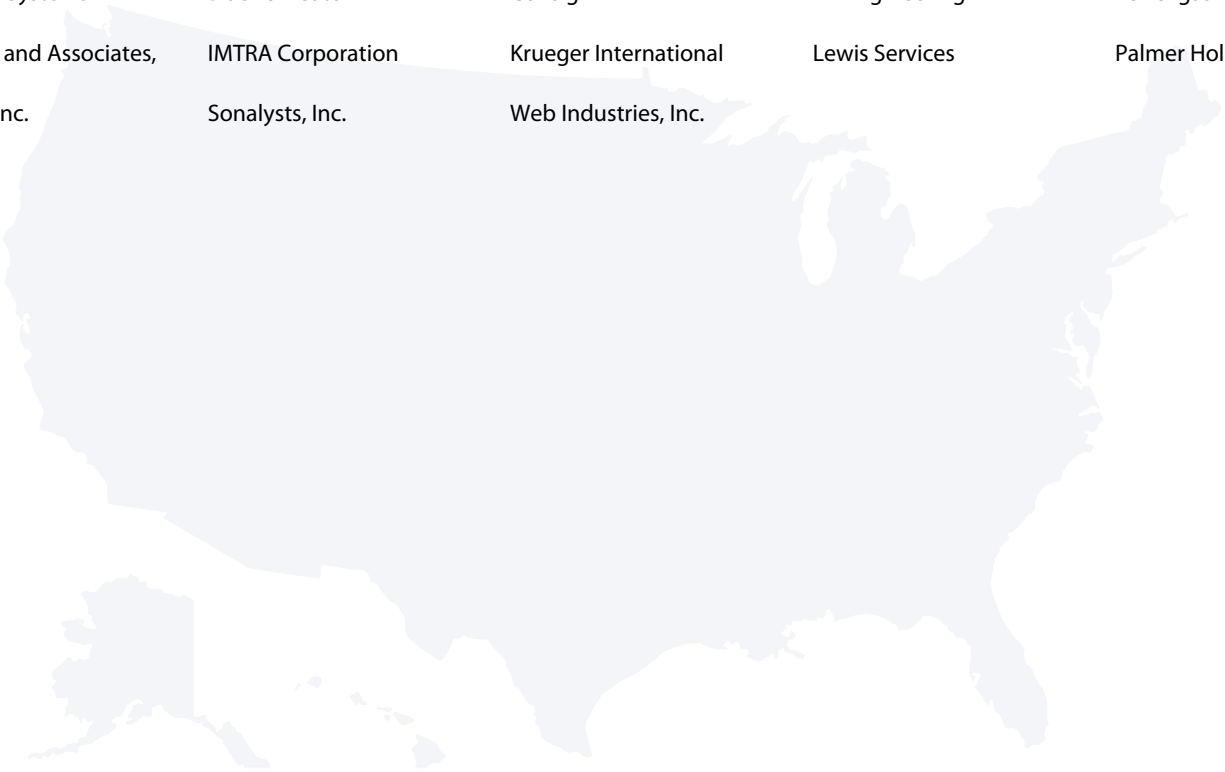 and Associates, IMTRA Corporation Krueger International Lewis Services Palmer Hol
nc. Sonalysts, Inc. Web Industries, Inc.